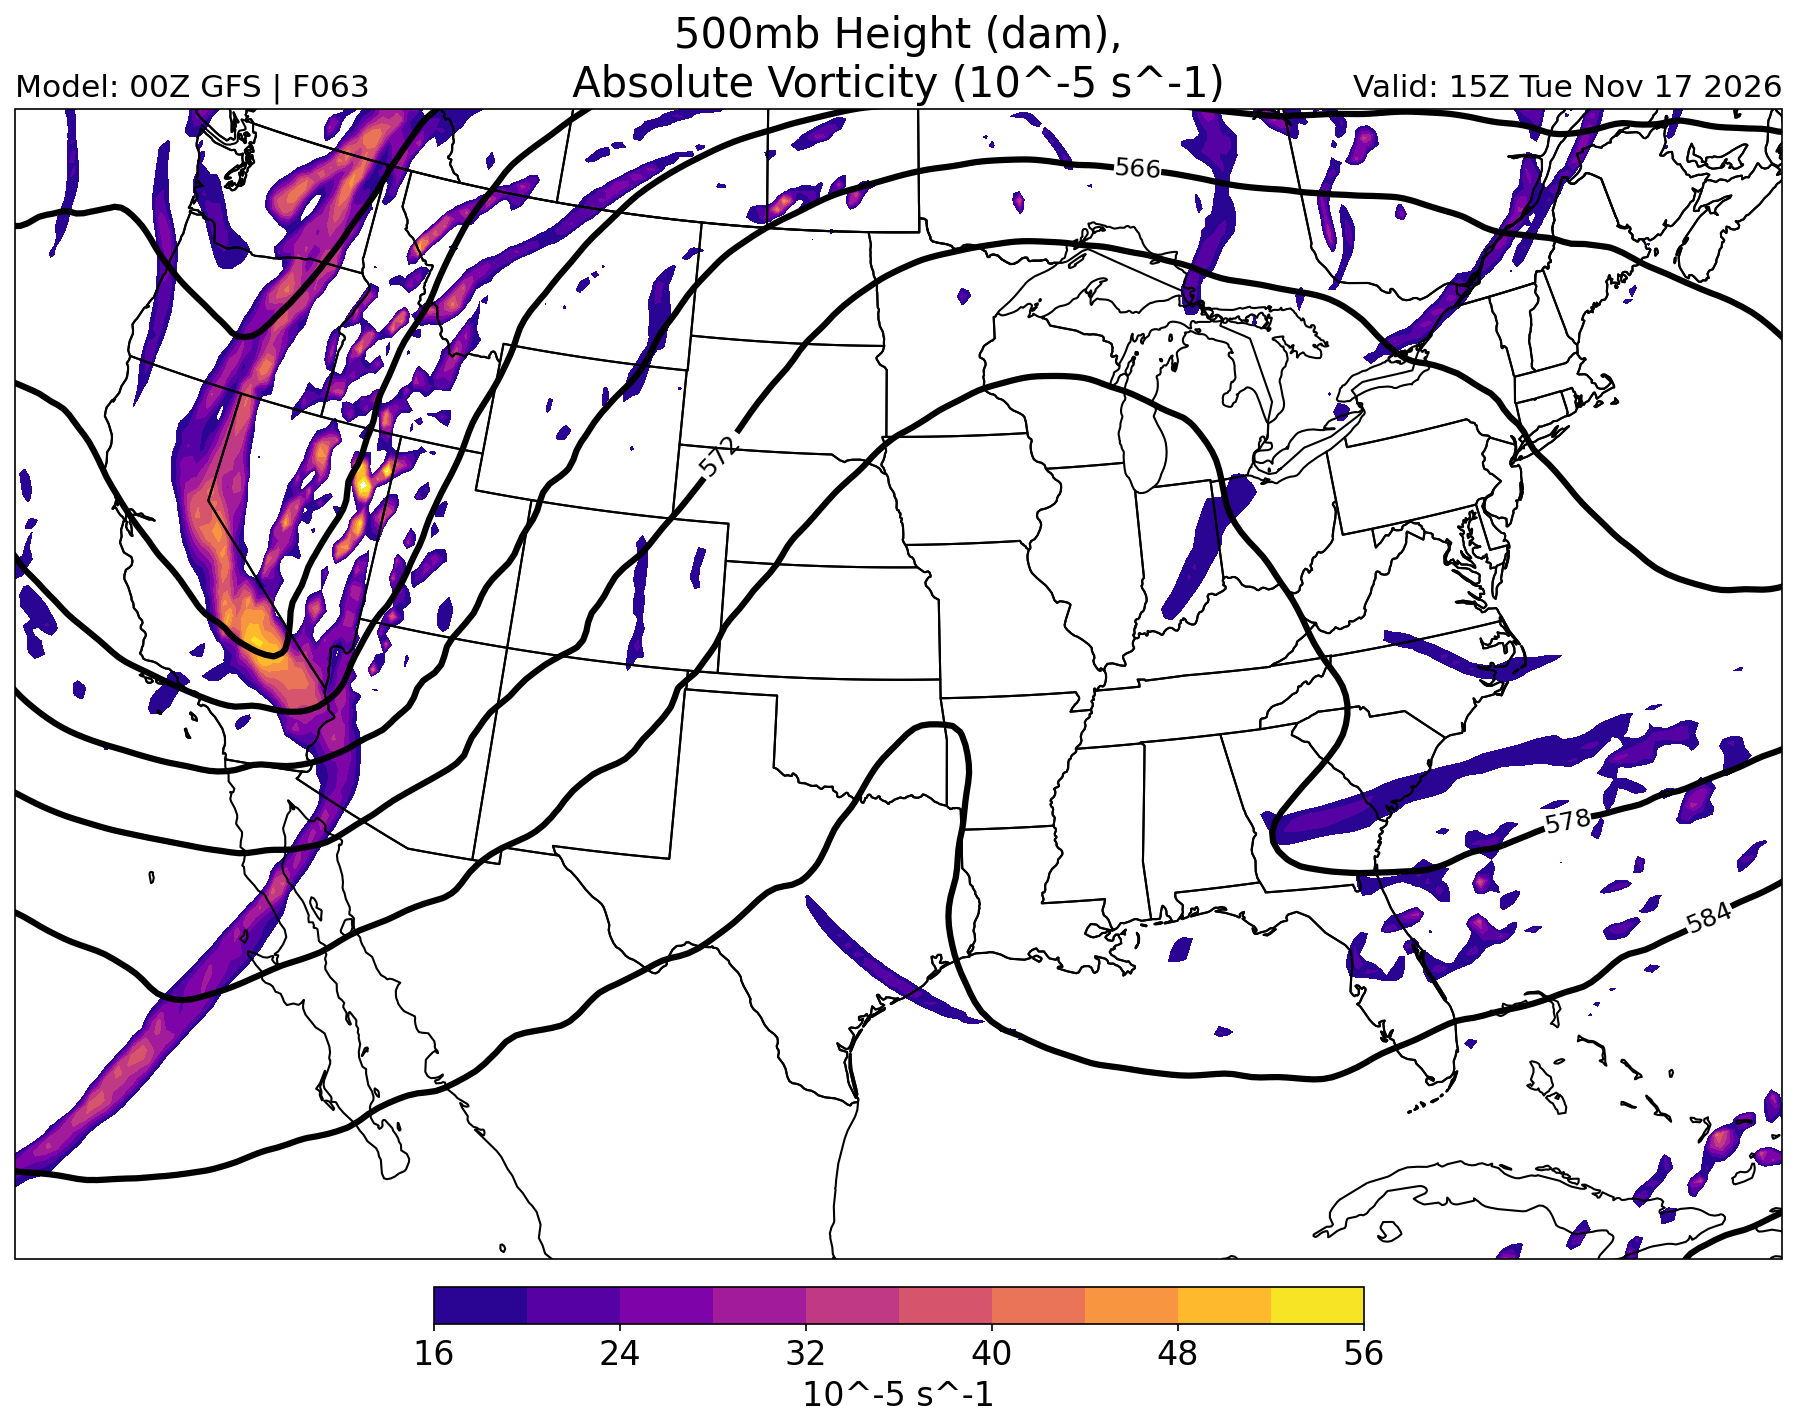 500mb Height (dam),
Absolute Vorticity (10^-5 s^-1)
Model: 00Z GFS | F063
Valid: 15Z Tue Nov 17 2026
566
572
578
584
16 24 32 40 48 56
10^-5 s^-1